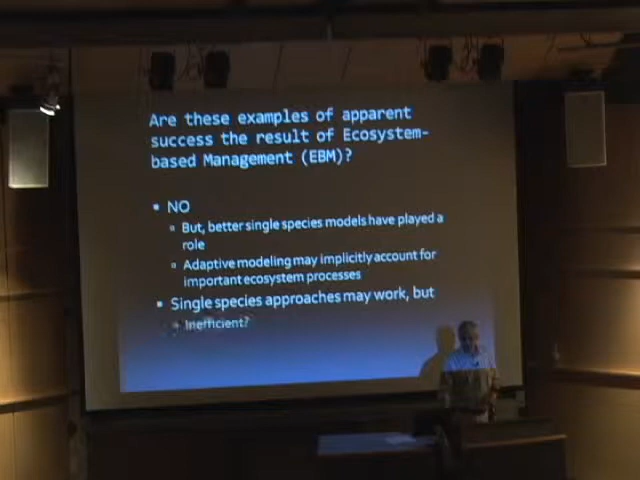 Are these examples of apparent
success the result of Ecosystem-
based Management (EBM)?
NO
But, better single species models have played a
role
Adaptive modeling may implicitly account for
important ecosystem processes
Single species approaches may work, but
Inefficient?